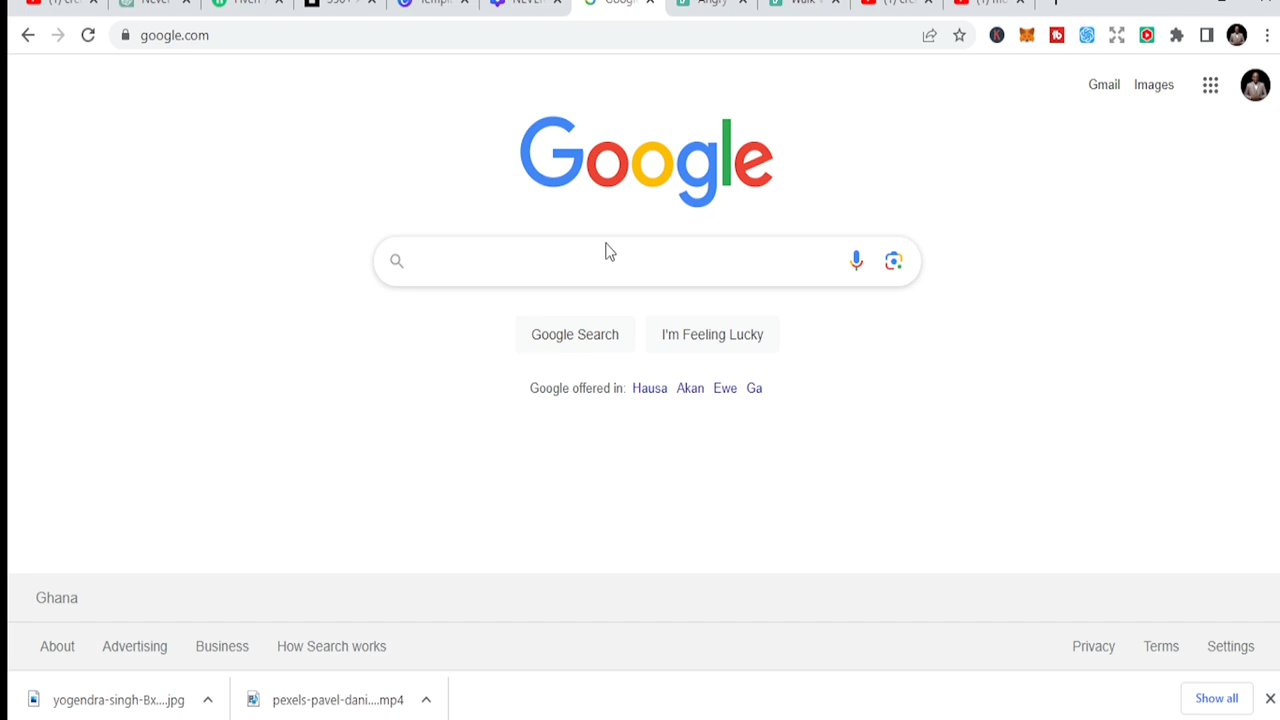 google.com
Gmail Images
Google
Google Search I'm Feeling Lucky
Google offered in: Hausa Akan Ewe Ga
Ghana
About Advertising Business How Search works
Privacy Terms Settings
yogendra-singh-8x....jpg
pexels-pavel-dani....mp4
Show all